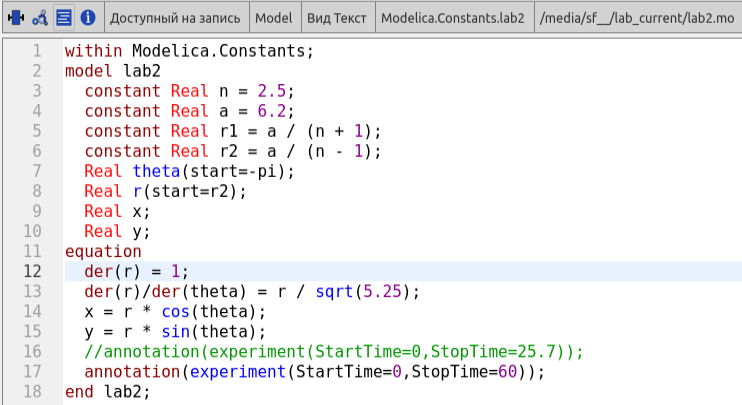 Доступный на запись Model Вид Текст Modelica.Constants.lab2 /media/sf__/lab_current/lab2.mo
1 within Modelica.Constants;
2 model lab2
3   constant Real n = 2.5;
4   constant Real a = 6.2;
5   constant Real r1 = a / (n + 1);
6   constant Real r2 = a / (n - 1);
7   Real theta(start=-pi);
8   Real r(start=r2);
9   Real x;
10   Real y;
11 equation
12   der(r) = 1;
13   der(r)/der(theta) = r / sqrt(5.25);
14   x = r * cos(theta);
15   y = r * sin(theta);
16   //annotation(experiment(StartTime=0,StopTime=25.7));
17   annotation(experiment(StartTime=0,StopTime=60));
18 end lab2;